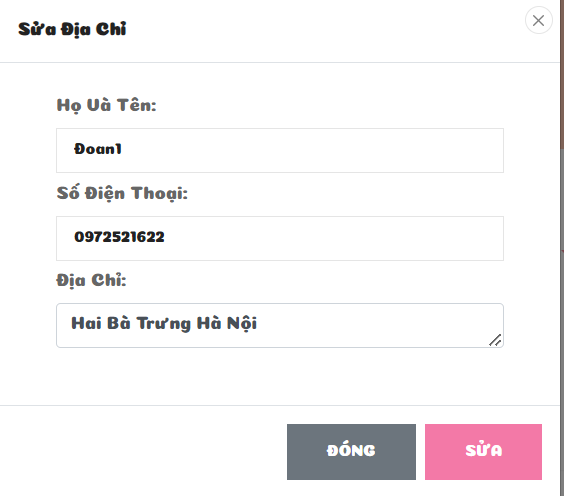 Sửa Địa Chỉ
Họ Và Tên:
Đoan1
Số Điện Thoại:
0972521622
Địa Chỉ:
Hai Bà Trưng Hà Nội
ĐÓNG
SỬA